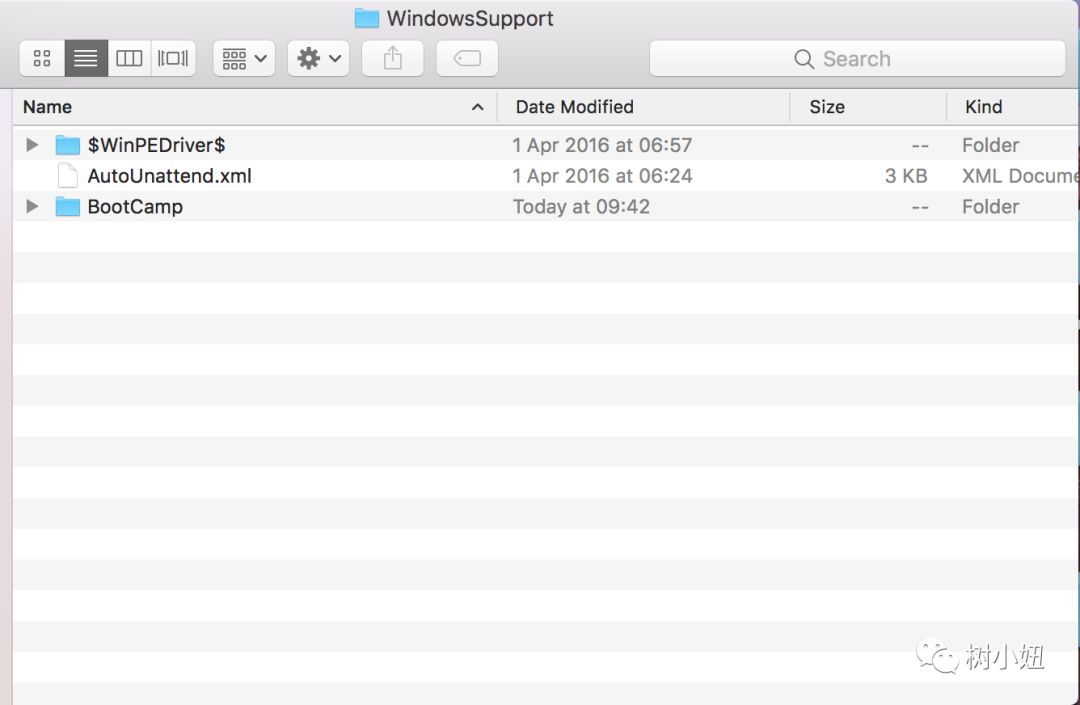 WindowsSupport
Search
Name Date Modified Size Kind
$WinPEDriver$ 1 Apr 2016 at 06:57 -- Folder
AutoUnattend.xml 1 Apr 2016 at 06:24 3 KB XML Docume
BootCamp Today at 09:42 -- Folder
树小妞